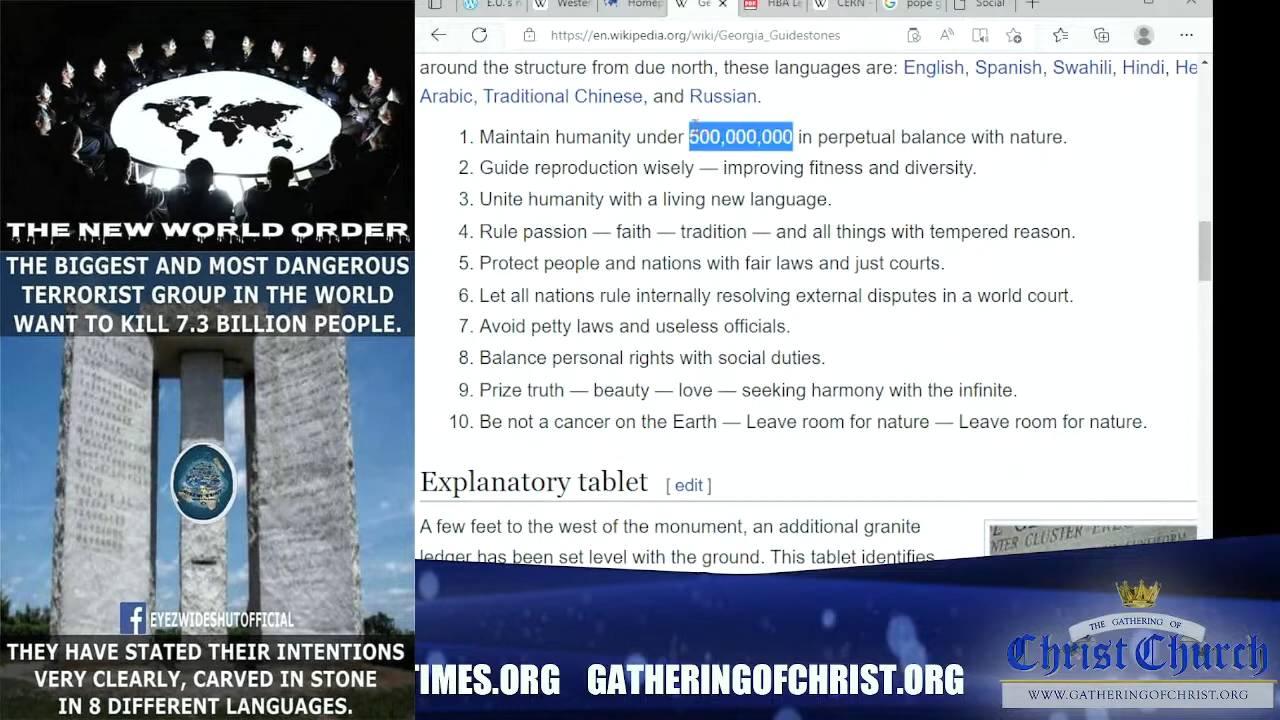 THE NEW WORLD ORDER
THE BIGGEST AND MOST DANGEROUS
TERRORIST GROUP IN THE WORLD
WANT TO KILL 7.3 BILLION PEOPLE.
EYEZWIDESHUTOFFICIAL
THEY HAVE STATED THEIR INTENTIONS
VERY CLEARLY, CARVED IN STONE
IN 8 DIFFERENT LANGUAGES.
E.U.'s n
Wester
Home
Ge
HBA L
CERN -
pope g
Social
https://en.wikipedia.org/wiki/Georgia_Guidestones
around the structure from due north, these languages are: English, Spanish, Swahili, Hindi, He
Arabic, Traditional Chinese, and Russian.
1. Maintain humanity under 500,000,000 in perpetual balance with nature.
2. Guide reproduction wisely — improving fitness and diversity.
3. Unite humanity with a living new language.
4. Rule passion — faith — tradition — and all things with tempered reason.
5. Protect people and nations with fair laws and just courts.
6. Let all nations rule internally resolving external disputes in a world court.
7. Avoid petty laws and useless officials.
8. Balance personal rights with social duties.
9. Prize truth — beauty — love — seeking harmony with the infinite.
10. Be not a cancer on the Earth — Leave room for nature — Leave room for nature.
Explanatory tablet [ edit ]
A few feet to the west of the monument, an additional granite
ledger has been set level with the ground. This tablet identifies
TIMES.ORG GATHERINGOFCHRIST.ORG
THE GATHERING OF
Christ Church
WWW.GATHERINGOFCHRIST.ORG